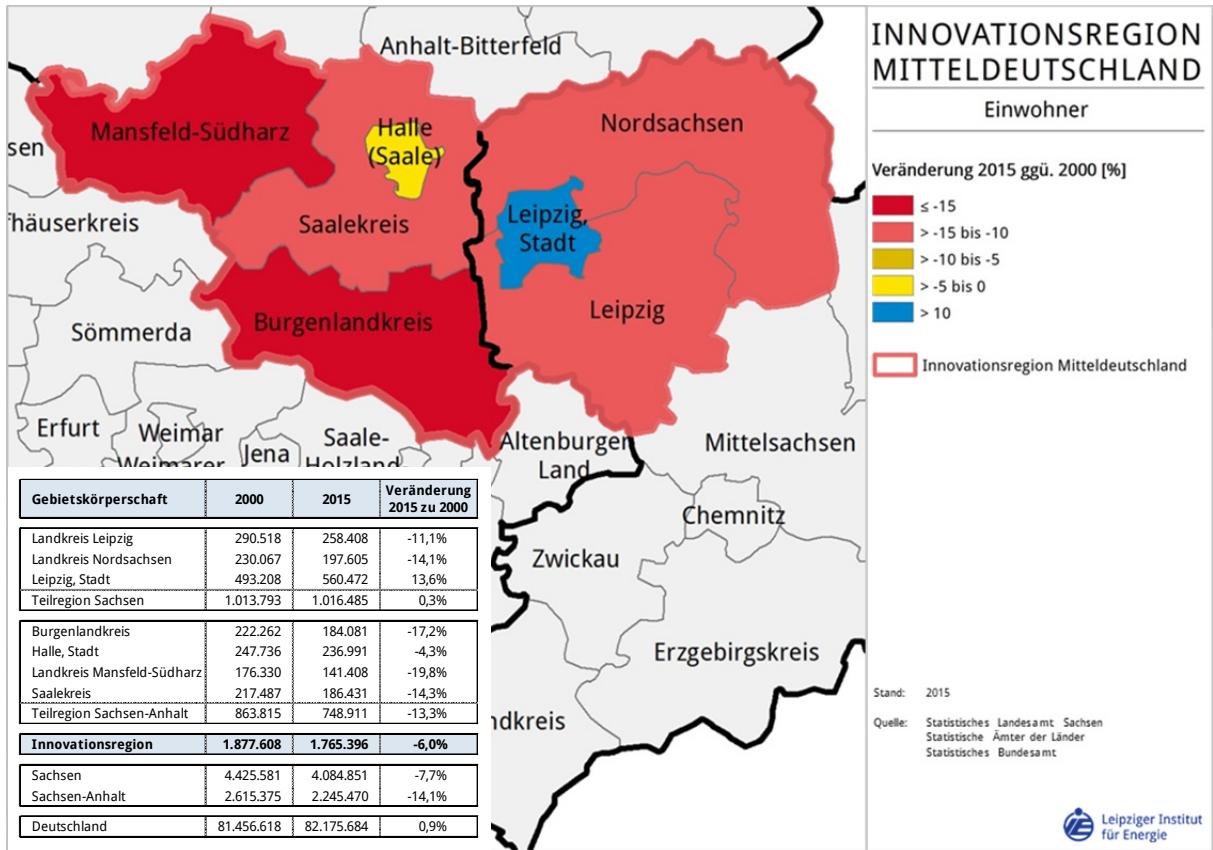 INNOVATIONSREGION
MITTELDEUTSCHLAND
Einwohner
Veränderung 2015 ggü. 2000 [%]
≤ -15
> -15 bis -10
> -10 bis -5
> -5 bis 0
> 10
Innovationsregion Mitteldeutschland
Anhalt-Bitterfeld
Mansfeld-Südharz
Halle
(Saale)
Nordsachsen
sen
fhäuserkreis
Saalekreis
Leipzig,
Stadt
Leipzig
Burgenlandkreis
Sömmerda
Erfurt
Weimar
Weimarer
Jena
Saale-
Holzland
Altenburger
Land
Mittelsachsen
Chemnitz
Zwickau
Erzgebirgskreis
ndkreis
Gebietskörperschaft 2000 2015 Veränderung
2015 zu 2000
Landkreis Leipzig 290.518 258.408 -11,1%
Landkreis Nordsachsen 230.067 197.605 -14,1%
Leipzig, Stadt 493.208 560.472 13,6%
Teilregion Sachsen 1.013.793 1.016.485 0,3%
Burgenlandkreis 222.262 184.081 -17,2%
Halle, Stadt 247.736 236.991 -4,3%
Landkreis Mansfeld-Südharz 176.330 141.408 -19,8%
Saalekreis 217.487 186.431 -14,3%
Teilregion Sachsen-Anhalt 863.815 748.911 -13,3%
Innovationsregion 1.877.608 1.765.396 -6,0%
Sachsen 4.425.581 4.084.851 -7,7%
Sachsen-Anhalt 2.615.375 2.245.470 -14,1%
Deutschland 81.456.618 82.175.684 0,9%
Stand: 2015
Quelle: Statistisches Landesamt Sachsen
Statistische Ämter der Länder
Statistisches Bundesamt
Leipziger Institut
für Energie